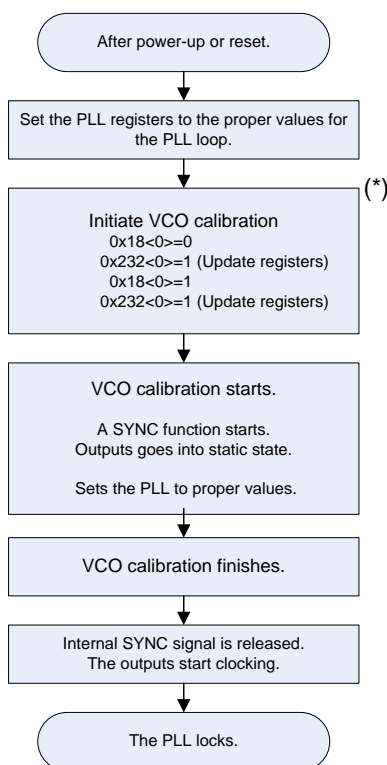 After power-up or reset.
Set the PLL registers to the proper values for
the PLL loop.
(*)
Initiate VCO calibration
0x18<0>=0
0x232<0>=1 (Update registers)
0x18<0>=1
0x232<0>=1 (Update registers)
VCO calibration starts.
A SYNC function starts.
Outputs goes into static state.
Sets the PLL to proper values.
VCO calibration finishes.
Internal SYNC signal is released.
The outputs start clocking.
The PLL locks.